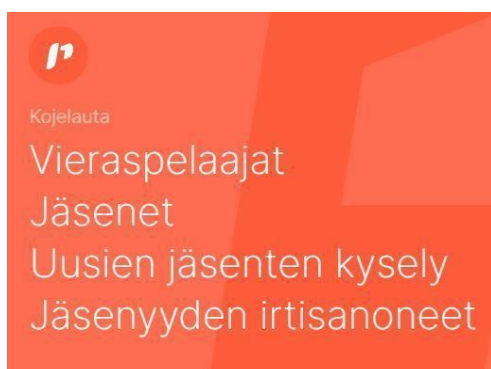 Kojelauta
Vieraspelaajat
Jäsenet
Uusien jäsenten kysely
Jäsenyyden irtisanoneet